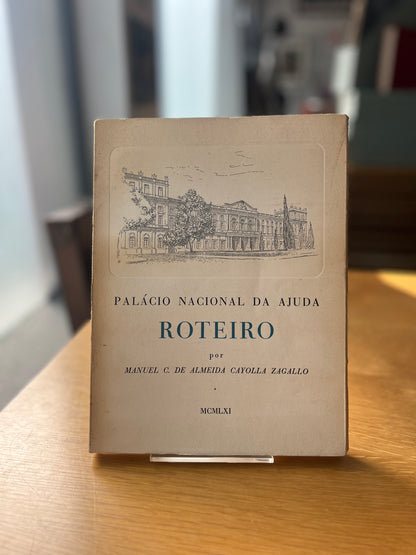 PALÁCIO NACIONAL DA AJUDA
ROTEIRO
por
MANUEL C. DE ALMEIDA CAYOLLA ZAGALLO
MCMLXI